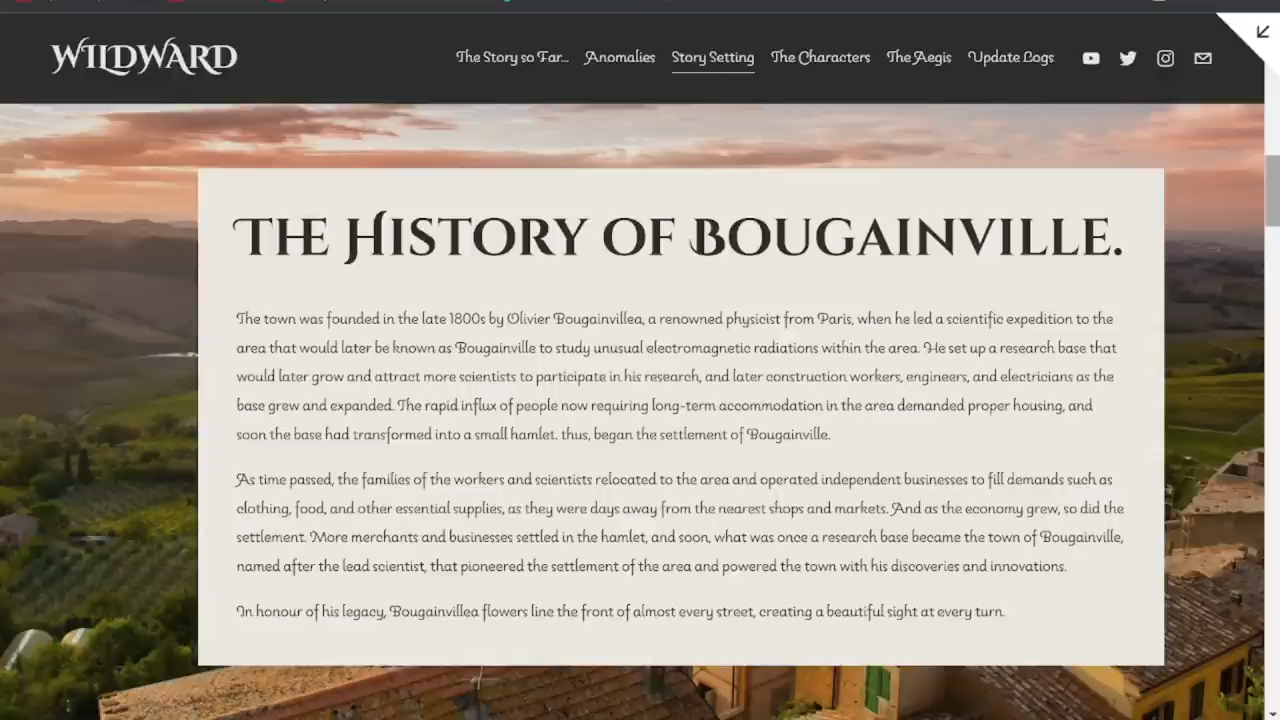 WILDWARD
The Story so Far... Anomalies Story Setting The Characters The Aegis Update Logs
THE HISTORY OF BOUGAINVILLE.
The town was founded in the late 1800s by Olivier Bougainvillea, a renowned physicist from Paris, when he led a scientific expedition to the
area that would later be known as Bougainville to study unusual electromagnetic radiations within the area. He set up a research base that
would later grow and attract more scientists to participate in his research, and later construction workers, engineers, and electricians as the
base grew and expanded. The rapid influx of people now requiring long-term accommodation in the area demanded proper housing, and
soon the base had transformed into a small hamlet. thus, began the settlement of Bougainville.
As time passed, the families of the workers and scientists relocated to the area and operated independent businesses to fill demands such as
clothing, food, and other essential supplies, as they were days away from the nearest shops and markets. And as the economy grew, so did the
settlement. More merchants and businesses settled in the hamlet, and soon, what was once a research base became the town of Bougainville,
named after the lead scientist, that pioneered the settlement of the area and powered the town with his discoveries and innovations.
In honour of his legacy, Bougainvillea flowers line the front of almost every street, creating a beautiful sight at every turn.